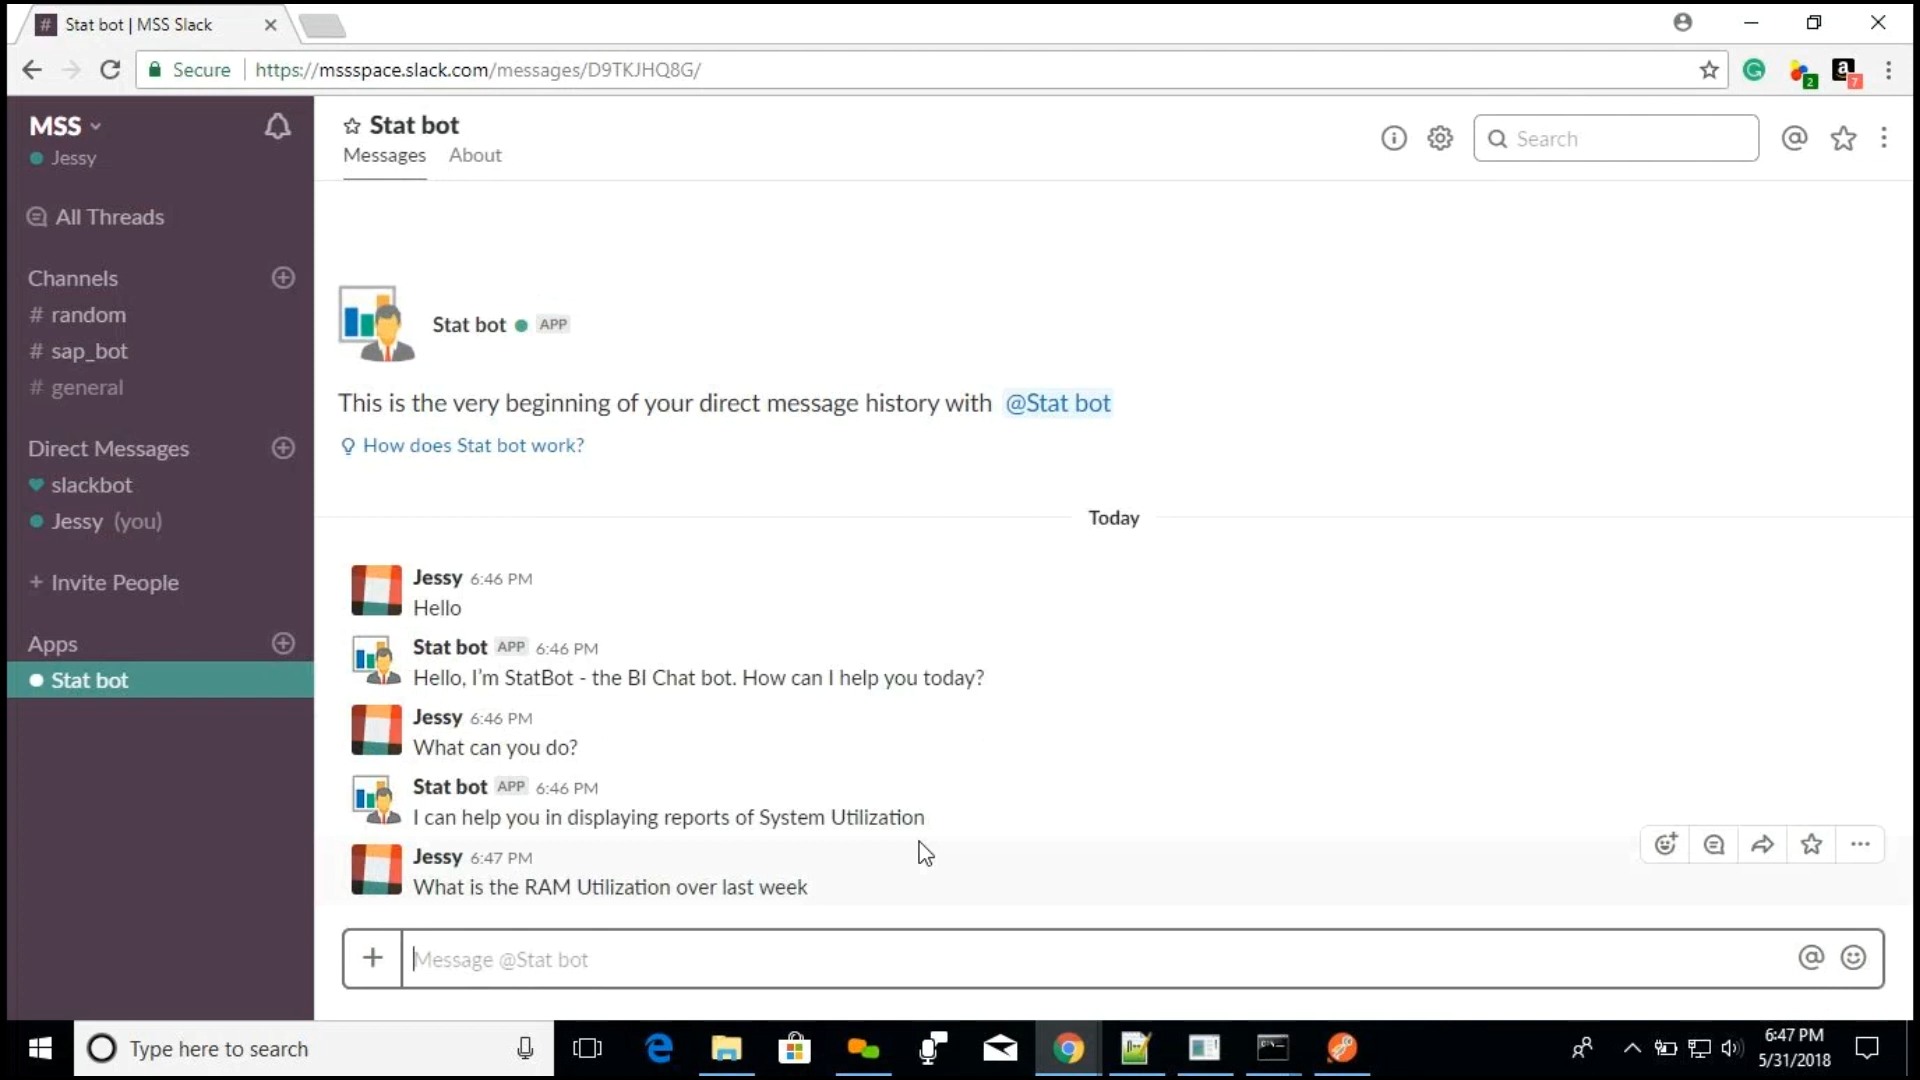 Stat bot | MSS Slack
Secure
https://mssspace.slack.com/messages/D9TKJHQ8G/
2
a
7
MSS
Jessy
All Threads
Channels
# random
# sap_bot
# general
Direct Messages
slackbot
Jessy (you)
+ Invite People
Apps
Stat bot
Stat bot
Messages About
Search
Stat bot APP
This is the very beginning of your direct message history with @Stat bot
How does Stat bot work?
Today
Jessy 6:46 PM
Hello
Stat bot APP 6:46 PM
Hello, I'm StatBot - the BI Chat bot. How can I help you today?
Jessy 6:46 PM
What can you do?
Stat bot APP 6:46 PM
I can help you in displaying reports of System Utilization
Jessy 6:47 PM
What is the RAM Utilization over last week
Message @Stat bot
Type here to search
6:47 PM
5/31/2018